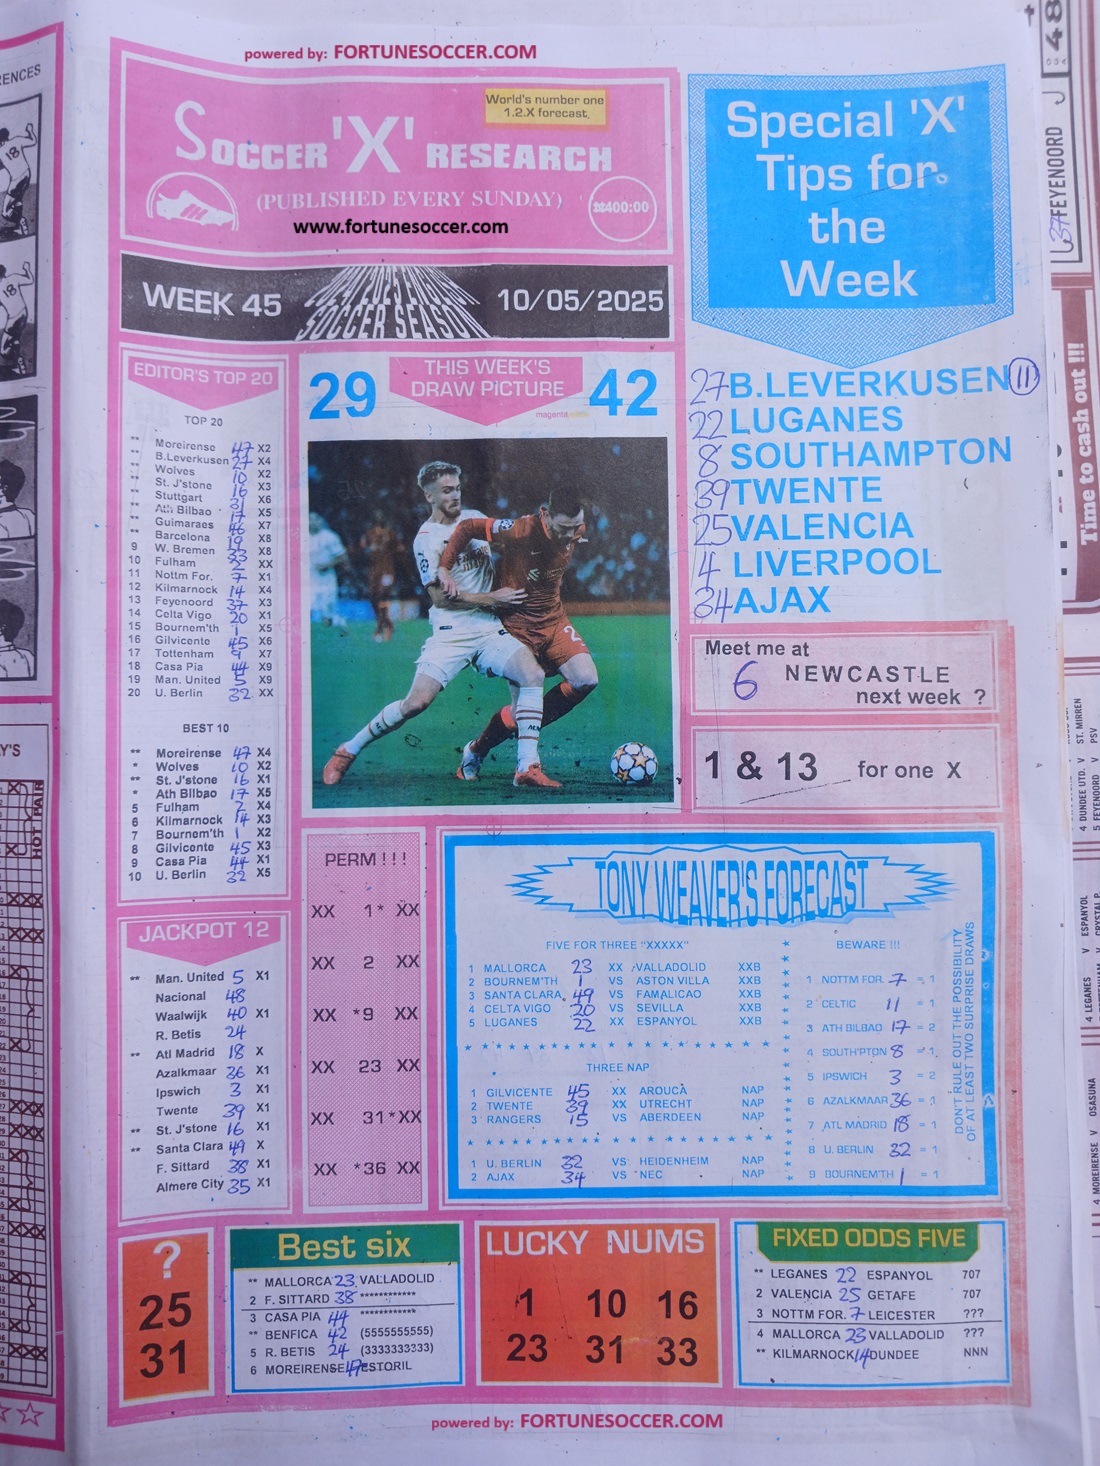 powered by: FORTUNESOCCER.COM
World's number one
1.2.X forecast.
SOCCER 'X' RESEARCH
(PUBLISHED EVERY SUNDAY)
400:00
www.fortunesoccer.com
WEEK 45
SOCCER SEASON
10/05/2025
Special 'X'
Tips for
the
Week
27 B.LEVERKUSEN 11
22 LUGANES
8 SOUTHAMPTON
39 TWENTE
25 VALENCIA
4 LIVERPOOL
34 AJAX
Meet me at
6 NEWCASTLE
next week ?
1 & 13 for one X
EDITOR'S TOP 20
TOP 20
** Moreirense 47 X2
** B.Leverkusen 27 X4
** Wolves 10 X2
** St. J'stone 16 X3
** Stuttgart 31 X6
** Ath Bilbao 17 X5
** Guimaraes 46 X7
** Barcelona 19 X8
9 W. Bremen 33 X8
10 Fulham 2 XX
11 Nottm For. 7 X1
12 Kilmarnock 14 X4
13 Feyenoord 37 X3
14 Celta Vigo 20 X1
15 Bournem'th 1 X5
16 Gilvicente 45 X6
17 Tottenham 9 X7
18 Casa Pia 44 X9
19 Man. United 5 X9
20 U. Berlin 32 XX
BEST 10
** Moreirense 47 X4
* Wolves 10 X2
** St. J'stone 16 X1
* Ath Bilbao 17 X5
5 Fulham 2 X4
6 Kilmarnock 14 X3
7 Bournem'th 1 X2
8 Gilvicente 45 X3
9 Casa Pia 44 X1
10 U. Berlin 32 X5
29
THIS WEEK'S
DRAW PICTURE
42
JACKPOT 12
** Man. United 5 X1
Nacional 48
Waalwijk 40 X1
R. Betis 24
** Atl Madrid 18 X
Azalkmaar 36 X1
Ipswich 3 X1
Twente 39 X1
** St. J'stone 16 X1
** Santa Clara 49 X
F. Sittard 38 X1
Almere City 35 X1
PERM ! ! !
XX 1* XX
XX 2 XX
XX *9 XX
XX 23 XX
XX 31* XX
XX *36 XX
TONY WEAVER'S FORECAST
FIVE FOR THREE "XXXXX"
1 MALLORCA 23 XX VALLADOLID XXB
2 BOURNEM'TH 1 VS ASTON VILLA XXB
3 SANTA CLARA. 49 VS FAMALICAO XXB
4 CELTA VIGO 20 VS SEVILLA XXB
5 LUGANES 22 XX ESPANYOL XXB
THREE NAP
1 GILVICENTE 45 XX AROUCA NAP
2 TWENTE 39 XX UTRECHT NAP
3 RANGERS 15 VS ABERDEEN NAP
1 U. BERLIN 32 VS HEIDENHEIM NAP
2 AJAX 34 VS NEC NAP
BEWARE !!!
1 NOTTM FOR. 7 = 1
2 CELTIC 11 = 1
3 ATH BILBAO 17 = 2
4 SOUTH'PTON 8 = 1
5 IPSWICH 3 = 2
6 AZALKMAAR 36 = 1
7 ATL MADRID 18 = 1
8 U. BERLIN 32 = 1
9 BOURNEM'TH 1 = 1
DON'T RULE OUT THE POSSIBILITY
OF AT LEAST TWO SURPRISE DRAWS
?
25
31
Best six
** MALLORCA 23 VALLADOLID
2 F. SITTARD 38 ************
3 CASA PIA 44 ************
** BENFICA 42 (5555555555)
5 R. BETIS 24 (3333333333)
6 MOREIRENSE 47 ESTORIL
LUCKY NUMS
1 10 16
23 31 33
FIXED ODDS FIVE
** LEGANES 22 ESPANYOL 707
2 VALENCIA 25 GETAFE 707
3 NOTTM FOR. 7 LEICESTER ???
4 MALLORCA 23 VALLADOLID ???
** KILMARNOCK 14 DUNDEE NNN
powered by: FORTUNESOCCER.COM
48
37 FEYENOORD
Time to cash out !!!
HOT PAIR